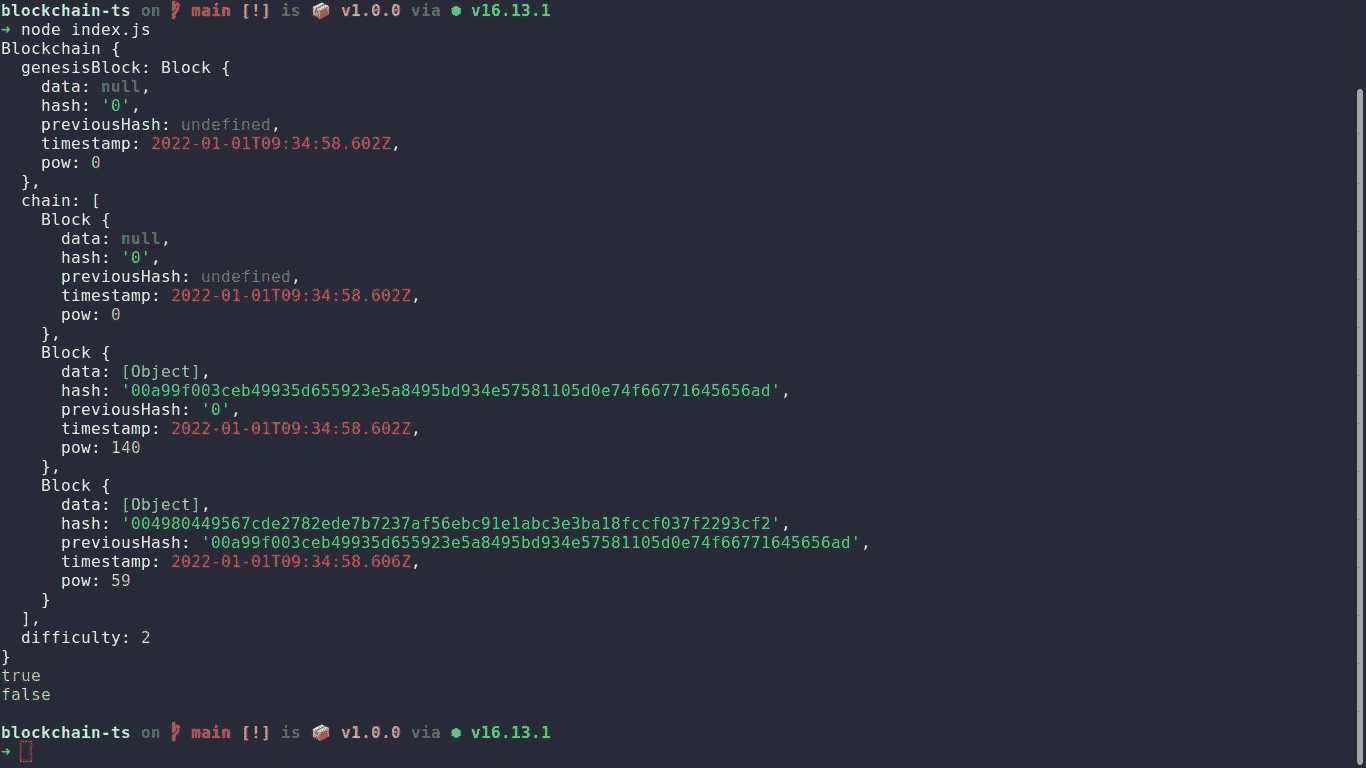 blockchain-ts on main [!] is 📦 v1.0.0 via ⬢ v16.13.1
➜ node index.js
Blockchain {
  genesisBlock: Block {
    data: null,
    hash: '0',
    previousHash: undefined,
    timestamp: 2022-01-01T09:34:58.602Z,
    pow: 0
  },
  chain: [
    Block {
      data: null,
      hash: '0',
      previousHash: undefined,
      timestamp: 2022-01-01T09:34:58.602Z,
      pow: 0
    },
    Block {
      data: [Object],
      hash: '00a99f003ceb49935d655923e5a8495bd934e57581105d0e74f66771645656ad',
      previousHash: '0',
      timestamp: 2022-01-01T09:34:58.602Z,
      pow: 140
    },
    Block {
      data: [Object],
      hash: '004980449567cde2782ede7b7237af56ebc91e1abc3e3ba18fccf037f2293cf2',
      previousHash: '00a99f003ceb49935d655923e5a8495bd934e57581105d0e74f66771645656ad',
      timestamp: 2022-01-01T09:34:58.606Z,
      pow: 59
    }
  ],
  difficulty: 2
}
true
false
blockchain-ts on main [!] is 📦 v1.0.0 via ⬢ v16.13.1
➜